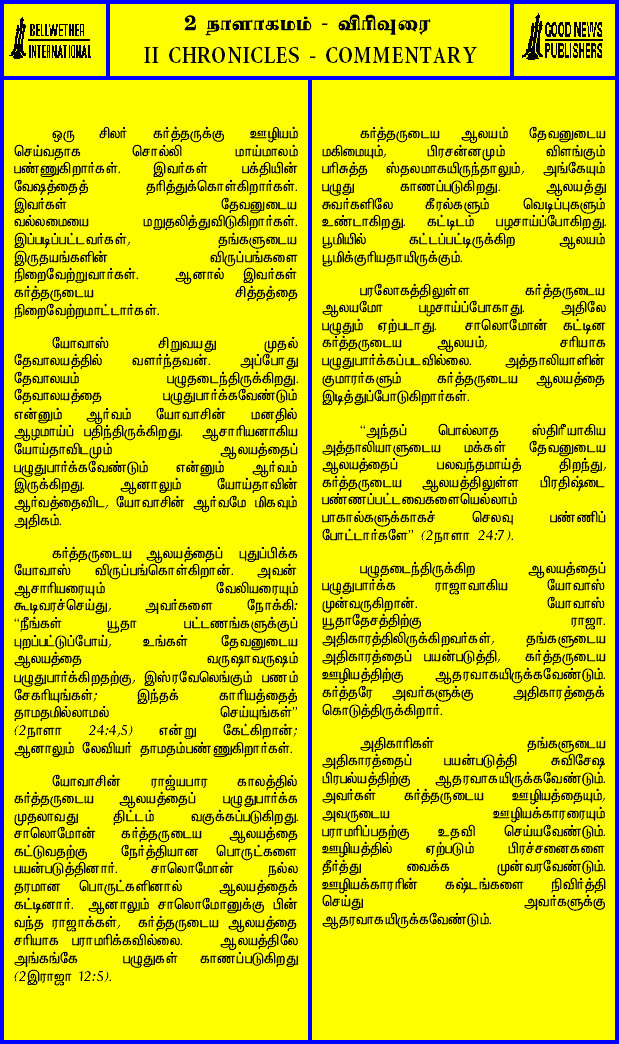 BELLWETHER
INTERNATIONAL
2 நாளாகமம் - விரிவுரை
II CHRONICLES - COMMENTARY
GOOD NEWS
PUBLISHERS
ஒரு சிலர் கர்த்தருக்கு ஊழியம்
செய்வதாக சொல்லி மாய்மாலம்
பண்ணுகிறார்கள். இவர்கள் பக்தியின்
வேஷத்தைத் தரித்துக்கொள்கிறார்கள்.
இவர்கள் தேவனுடைய
வல்லமையை மறுதலித்துவிடுகிறார்கள்.
இப்படிப்பட்டவர்கள், தங்களுடைய
இருதயங்களின் விருப்பங்களை
நிறைவேற்றுவார்கள். ஆனால் இவர்கள்
கர்த்தருடைய சித்தத்தை
நிறைவேற்றமாட்டார்கள்.
யோவாஸ் சிறுவயது முதல்
தேவாலயத்தில் வளர்ந்தவன். அப்போது
தேவாலயம் பழுதடைந்திருக்கிறது.
தேவாலயத்தை பழுதுபார்க்கவேண்டும்
என்னும் ஆர்வம் யோவாசின் மனதில்
ஆழமாய்ப் பதிந்திருக்கிறது. ஆசாரியனாகிய
யோய்தாவிடமும் ஆலயத்தைப்
பழுதுபார்க்கவேண்டும் என்னும் ஆர்வம்
இருக்கிறது. ஆனாலும் யோய்தாவின்
ஆர்வத்தைவிட, யோவாசின் ஆர்வமே மிகவும்
அதிகம்.
கர்த்தருடைய ஆலயத்தைப் புதுப்பிக்க
யோவாஸ் விருப்பங்கொள்கிறான். அவன்
ஆசாரியரையும் வேலியரையும்
கூடிவரச்செய்து, அவர்களை நோக்கி:
“நீங்கள் யூதா பட்டணங்களுக்குப்
புறப்பட்டுப்போய், உங்கள் தேவனுடைய
ஆலயத்தை வருஷாவருஷம்
பழுதுபார்க்கிறதற்கு, இஸ்ரவேலெங்கும் பணம்
சேகரியுங்கள்; இந்தக் காரியத்தைத்
தாமதமில்லாமல் செய்யுங்கள்”
(2நாளா 24:4,5) என்று கேட்கிறான்;
ஆனாலும் லேவியர் தாமதம்பண்ணுகிறார்கள்.
யோவாசின் ராஜ்யபார காலத்தில்
கர்த்தருடைய ஆலயத்தைப் பழுதுபார்க்க
முதலாவது திட்டம் வகுக்கப்படுகிறது.
சாலொமோன் கர்த்தருடைய ஆலயத்தை
கட்டுவதற்கு நேர்த்தியான பொருட்களை
பயன்படுத்தினார். சாலொமோன் நல்ல
தரமான பொருட்களினால் ஆலயத்தைக்
கட்டினார். ஆனாலும் சாலொமோனுக்கு பின்
வந்த ராஜாக்கள், கர்த்தருடைய ஆலயத்தை
சரியாக பராமரிக்கவில்லை. ஆலயத்திலே
அங்கங்கே பழுதுகள் காணப்படுகிறது
(2இராஜா 12:5).
கர்த்தருடைய ஆலயம் தேவனுடைய
மகிமையும், பிரசன்னமும் விளங்கும்
பரிசுத்த ஸ்தலமாகயிருந்தாலும், அங்கேயும்
பழுது காணப்படுகிறது. ஆலயத்து
சுவர்களிலே கீரல்களும் வெடிப்புகளும்
உண்டாகிறது. கட்டிடம் பழசாய்ப்போகிறது.
பூமியில் கட்டப்பட்டிருக்கிற ஆலயம்
பூமிக்குரியதாயிருக்கும்.
பரலோகத்திலுள்ள கர்த்தருடைய
ஆலயமோ பழசாய்ப்போகாது. அதிலே
பழுதும் ஏற்படாது. சாலொமோன் கட்டின
கர்த்தருடைய ஆலயம், சரியாக
பழுதுபார்க்கப்படவில்லை. அத்தாலியாளின்
குமாரர்களும் கர்த்தருடைய ஆலயத்தை
இடித்துப்போடுகிறார்கள்.
“அந்தப் பொல்லாத ஸ்திரீயாகிய
அத்தாலியாளுடைய மக்கள் தேவனுடைய
ஆலயத்தைப் பலவந்தமாய்த் திறந்து,
கர்த்தருடைய ஆலயத்திலுள்ள பிரதிஷ்டை
பண்ணப்பட்டவைகளையெல்லாம்
பாகால்களுக்காகச் செலவு பண்ணிப்
போட்டார்களே” (2நாளா 24:7).
பழுதடைந்திருக்கிற ஆலயத்தைப்
பழுதுபார்க்க ராஜாவாகிய யோவாஸ்
முன்வருகிறான். யோவாஸ்
யூதாதேசத்திற்கு ராஜா.
அதிகாரத்திலிருக்கிறவர்கள், தங்களுடைய
அதிகாரத்தைப் பயன்படுத்தி, கர்த்தருடைய
ஊழியத்திற்கு ஆதரவாகயிருக்கவேண்டும்.
கர்த்தரே அவர்களுக்கு அதிகாரத்தைக்
கொடுத்திருக்கிறார்.
அதிகாரிகள் தங்களுடைய
அதிகாரத்தைப் பயன்படுத்தி சுவிசேஷ
பிரபல்யத்திற்கு ஆதரவாகயிருக்கவேண்டும்.
அவர்கள் கர்த்தருடைய ஊழியத்தையும்,
அவருடைய ஊழியக்காரரையும்
பராமரிப்பதற்கு உதவி செய்யவேண்டும்.
ஊழியத்தில் ஏற்படும் பிரச்சனைகளை
தீர்த்து வைக்க முன்வரவேண்டும்.
ஊழியக்காரரின் கஷ்டங்களை நிவிர்த்தி
செய்து அவர்களுக்கு
ஆதரவாகயிருக்கவேண்டும்.